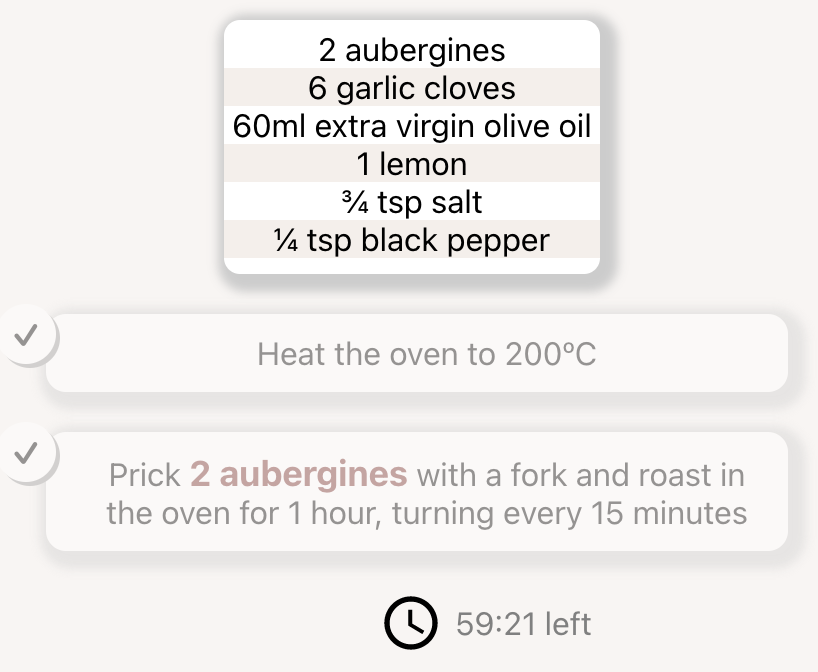 2 aubergines
6 garlic cloves
60ml extra virgin olive oil
1 lemon
¾ tsp salt
¼ tsp black pepper
Heat the oven to 200ºC
Prick 2 aubergines with a fork and roast in
the oven for 1 hour, turning every 15 minutes
59:21 left